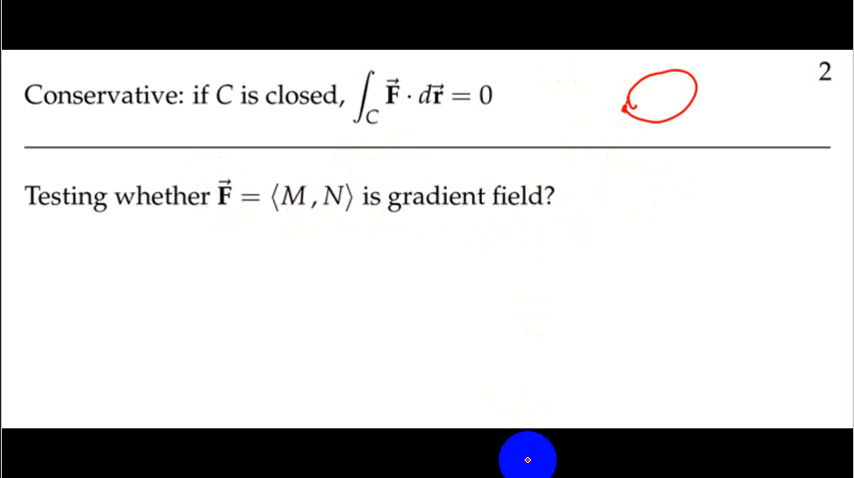 2
Conservative: if C is closed, ∫_C F⃗ · dr⃗ = 0
Testing whether F⃗ = ⟨M, N⟩ is gradient field?